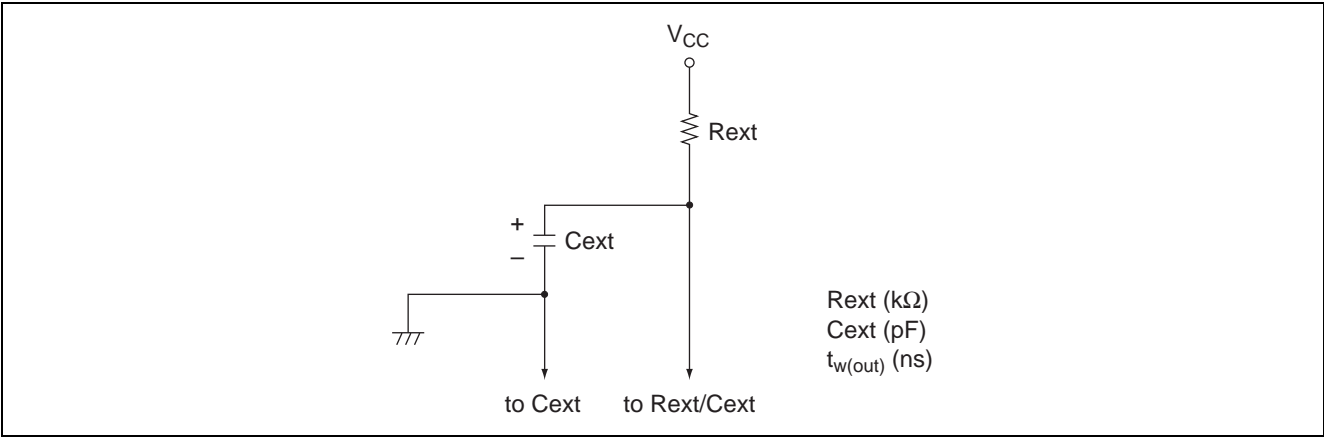 VCC
Rext
+
Cext
–
Rext (kΩ)
Cext (pF)
tw(out) (ns)
to Cext to Rext/Cext